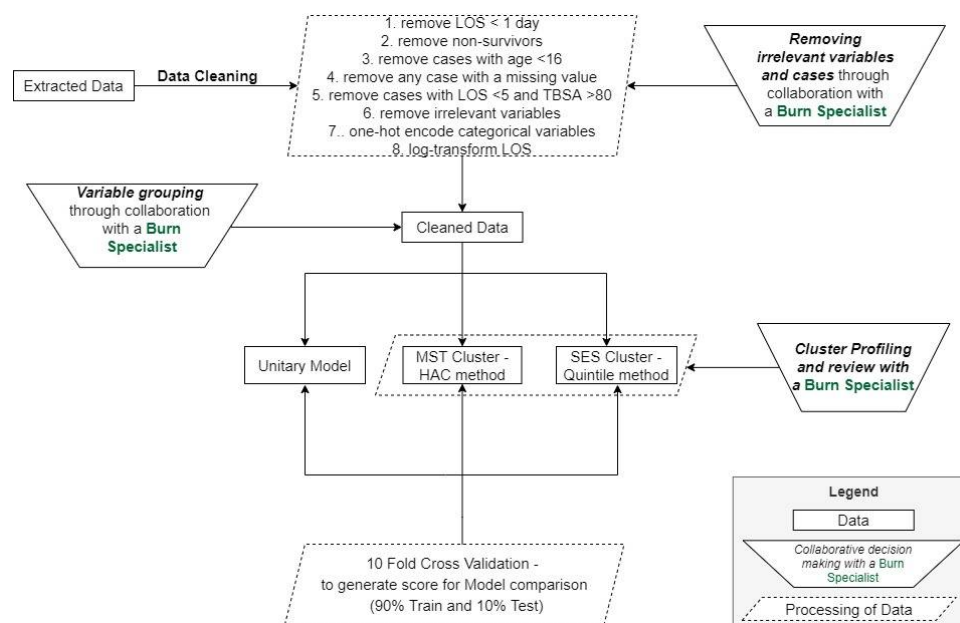 1. remove LOS < 1 day
2. remove non-survivors
3. remove cases with age <16
4. remove any case with a missing value
5. remove cases with LOS <5 and TBSA >80
6. remove irrelevant variables
7.. one-hot encode categorical variables
8. log-transform LOS
Extracted Data
Data Cleaning
Removing
irrelevant variables
and cases through
collaboration with
a Burn Specialist
Variable grouping
through collaboration
with a Burn
Specialist
Cleaned Data
Unitary Model
MST Cluster -
HAC method
SES Cluster -
Quintile method
Cluster Profiling
and review with
a Burn Specialist
10 Fold Cross Validation -
to generate score for Model comparison
(90% Train and 10% Test)
Legend
Data
Collaborative decision
making with a Burn
Specialist
Processing of Data